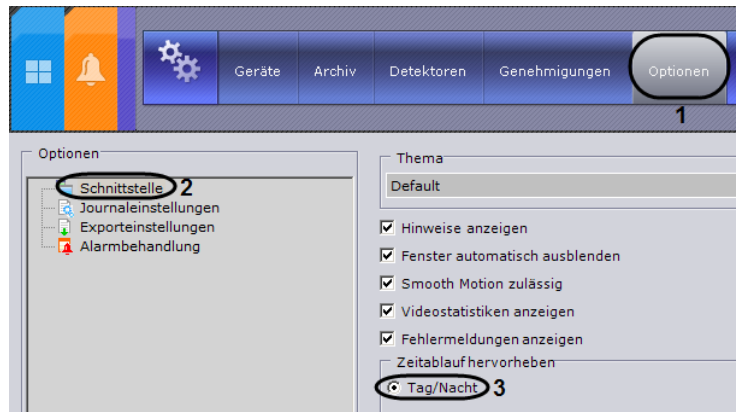 Geräte Archiv Detektoren Genehmigungen Optionen
1
Optionen
Schnittstelle 2
Journaleinstellungen
Exporteinstellungen
Alarmbehandlung
Thema
Default
Hinweise anzeigen
Fenster automatisch ausblenden
Smooth Motion zulässig
Videostatistiken anzeigen
Fehlermeldungen anzeigen
Zeitablauf hervorheben
Tag/Nacht 3